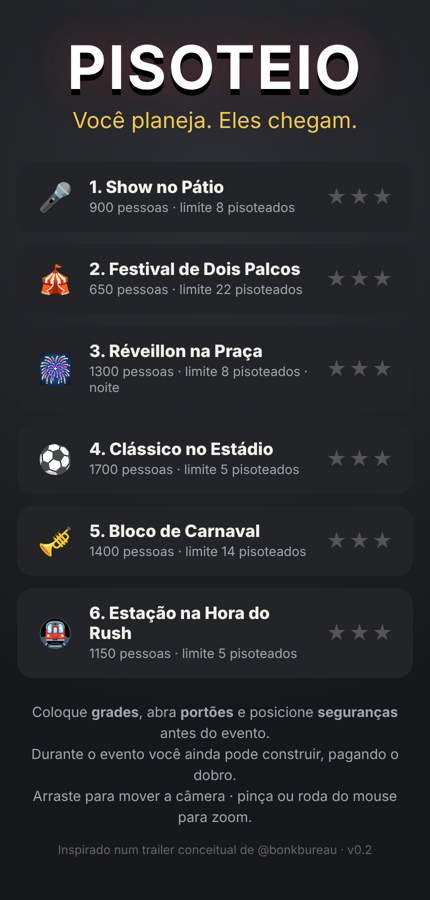 PISOTEIO
Você planeja. Eles chegam.
1. Show no Pátio
900 pessoas · limite 8 pisoteados
2. Festival de Dois Palcos
650 pessoas · limite 22 pisoteados
3. Réveillon na Praça
1300 pessoas · limite 8 pisoteados ·
noite
4. Clássico no Estádio
1700 pessoas · limite 5 pisoteados
5. Bloco de Carnaval
1400 pessoas · limite 14 pisoteados
6. Estação na Hora do
Rush
1150 pessoas · limite 5 pisoteados
Coloque grades, abra portões e posicione seguranças
antes do evento.
Durante o evento você ainda pode construir, pagando o
dobro.
Arraste para mover a câmera · pinça ou roda do mouse
para zoom.
Inspirado num trailer conceitual de @bonkbureau · v0.2